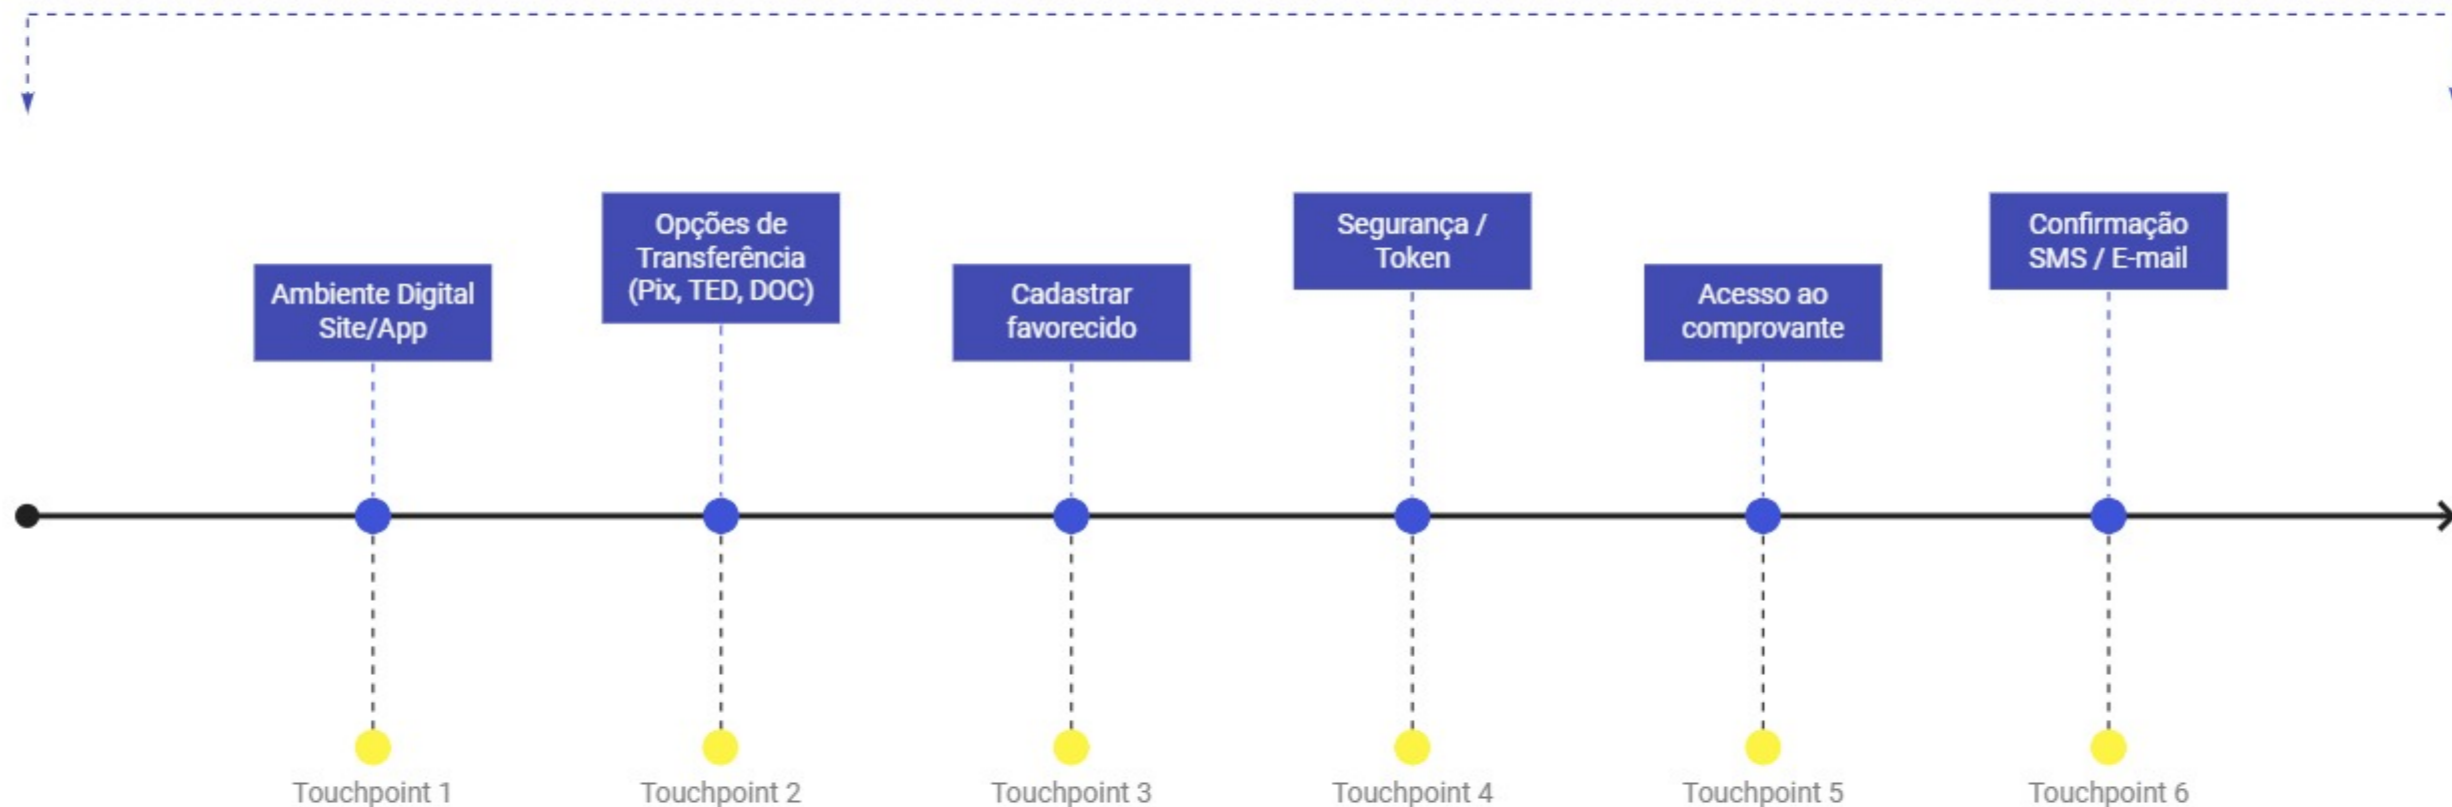 Ambiente Digital
Site/App
Opções de
Transferência
(Pix, TED, DOC)
Cadastrar
favorecido
Segurança /
Token
Acesso ao
comprovante
Confirmação
SMS / E-mail
Touchpoint 1
Touchpoint 2
Touchpoint 3
Touchpoint 4
Touchpoint 5
Touchpoint 6